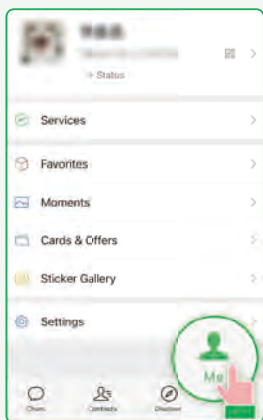 + Status
Services
Favorites
Moments
Cards & Offers
Sticker Gallery
Settings
Me
Chats
Contacts
Discover